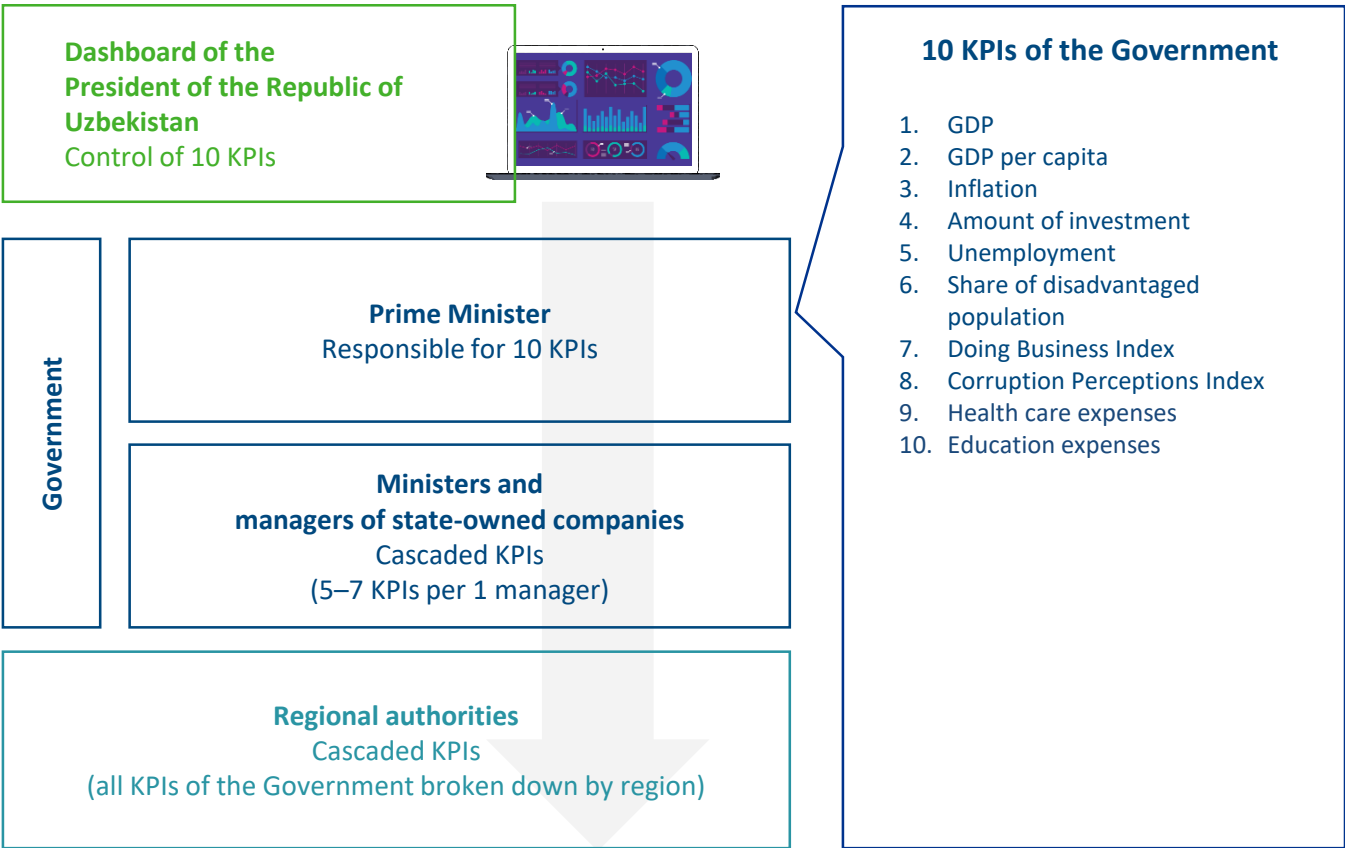 Dashboard of the
President of the Republic of
Uzbekistan
Control of 10 KPIs
Government
Prime Minister
Responsible for 10 KPIs
Ministers and
managers of state-owned companies
Cascaded KPIs
(5–7 KPIs per 1 manager)
Regional authorities
Cascaded KPIs
(all KPIs of the Government broken down by region)
10 KPIs of the Government
1. GDP
2. GDP per capita
3. Inflation
4. Amount of investment
5. Unemployment
6. Share of disadvantaged
population
7. Doing Business Index
8. Corruption Perceptions Index
9. Health care expenses
10. Education expenses